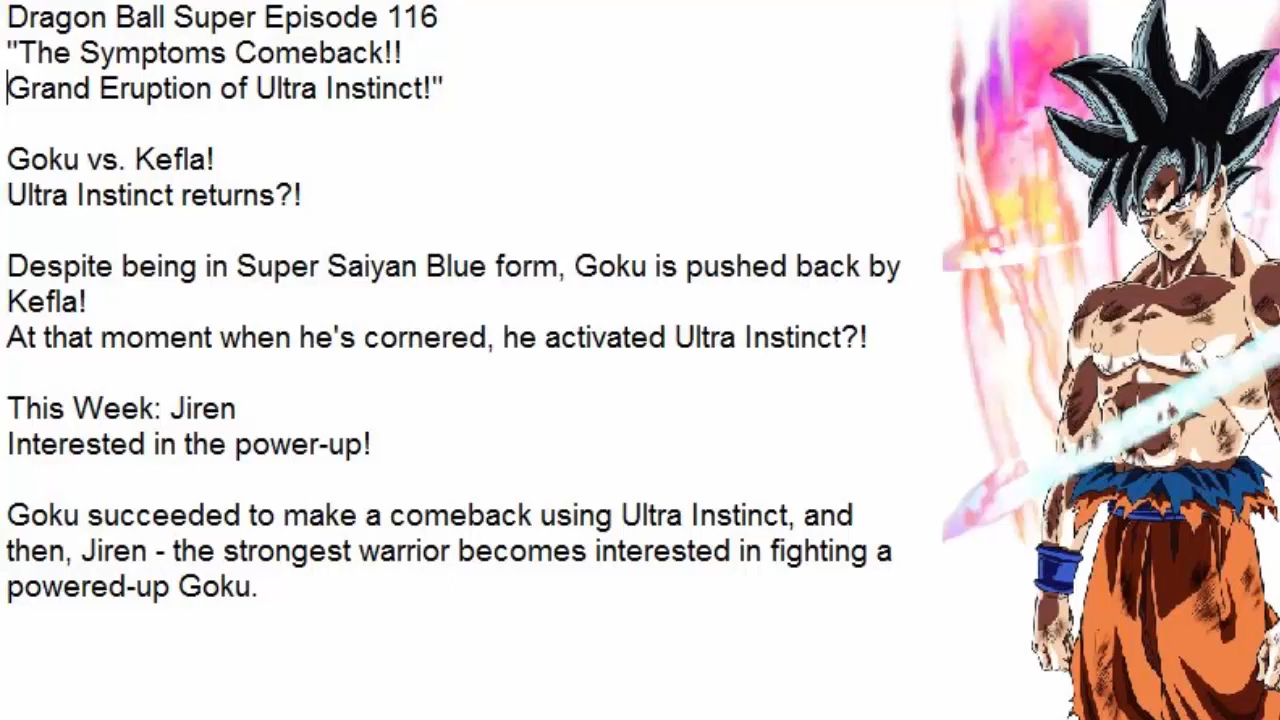 Dragon Ball Super Episode 116
"The Symptoms Comeback!!
Grand Eruption of Ultra Instinct!"
Goku vs. Kefla!
Ultra Instinct returns?!
Despite being in Super Saiyan Blue form, Goku is pushed back by
Kefla!
At that moment when he's cornered, he activated Ultra Instinct?!
This Week: Jiren
Interested in the power-up!
Goku succeeded to make a comeback using Ultra Instinct, and
then, Jiren - the strongest warrior becomes interested in fighting a
powered-up Goku.